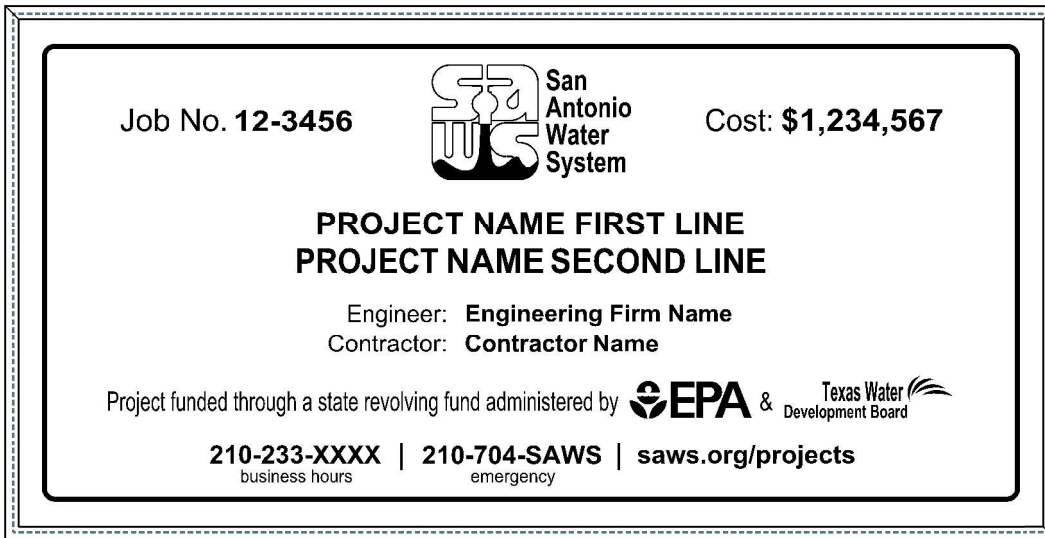 Job No. 12-3456
SAWS
San
Antonio
Water
System
Cost: $1,234,567
PROJECT NAME FIRST LINE
PROJECT NAME SECOND LINE
Engineer: Engineering Firm Name
Contractor: Contractor Name
Project funded through a state revolving fund administered by EPA & Texas Water Development Board
210-233-XXXX | 210-704-SAWS | saws.org/projects
business hours emergency